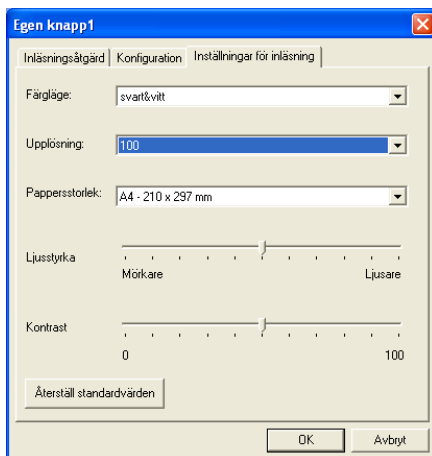 Egen knapp1
Inläsningsåtgärd Konfiguration Inställningar för inläsning
Färgläge: svart&vitt
Upplösning: 100
Pappersstorlek: A4 - 210 x 297 mm
Ljusstyrka
Mörkare Ljusare
Kontrast
0 100
Återställ standardvärden
OK Avbryt